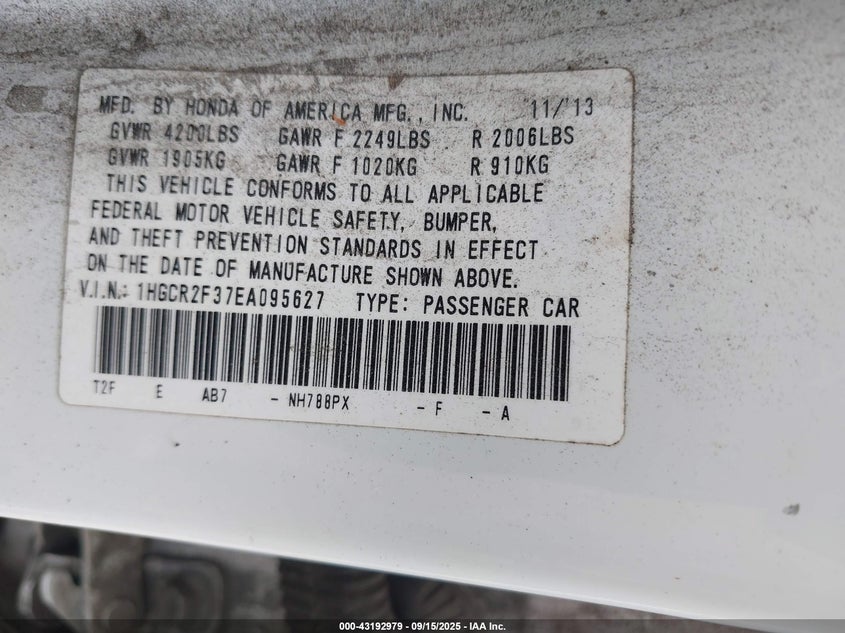 MFD. BY HONDA OF AMERICA MFG., INC. 11/'13
GVWR 4200LBS GAWR F 2249LBS R 2006LBS
GVWR 1905KG GAWR F 1020KG R 910KG
THIS VEHICLE CONFORMS TO ALL APPLICABLE
FEDERAL MOTOR VEHICLE SAFETY, BUMPER,
AND THEFT PREVENTION STANDARDS IN EFFECT
ON THE DATE OF MANUFACTURE SHOWN ABOVE.
V.I.N.: 1HGCR2F37EA095627 TYPE: PASSENGER CAR
T2F E AB7 - NH788PX - F - A
000-43192979 - 09/15/2025 - IAA Inc.